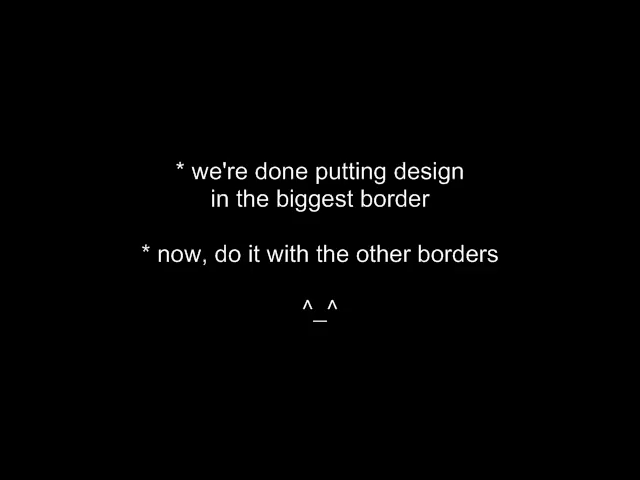 * we're done putting design
in the biggest border
* now, do it with the other borders
^_^